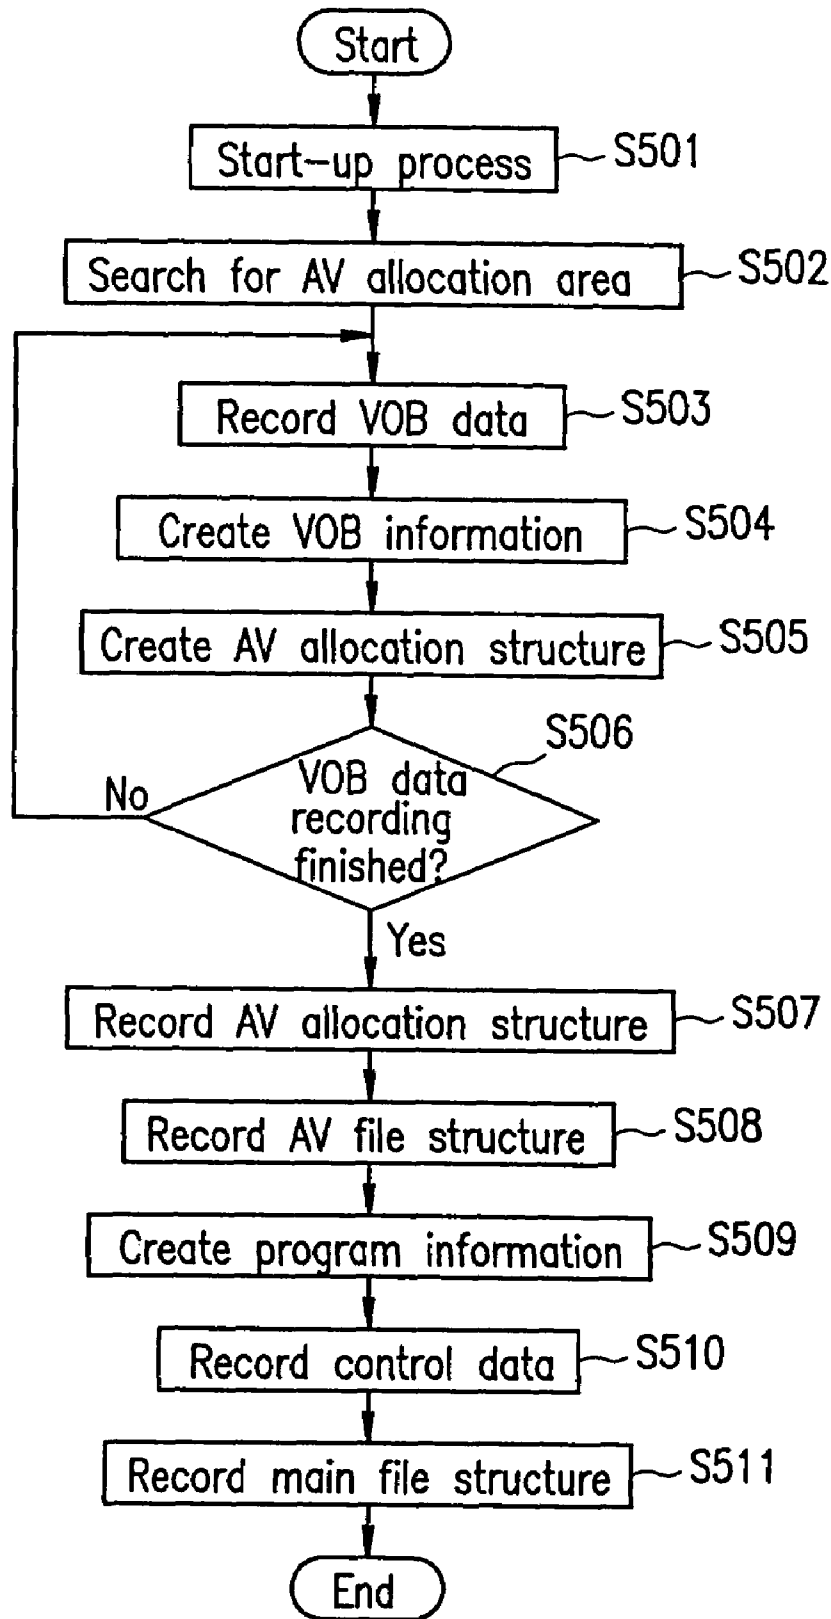 Start
Start-up process
S501
Search for AV allocation area
S502
Record VOB data
S503
Create VOB information
S504
Create AV allocation structure
S505
S506
VOB data
recording
finished?
No
Yes
Record AV allocation structure
S507
Record AV file structure
S508
Create program information
S509
Record control data
S510
Record main file structure
S511
End